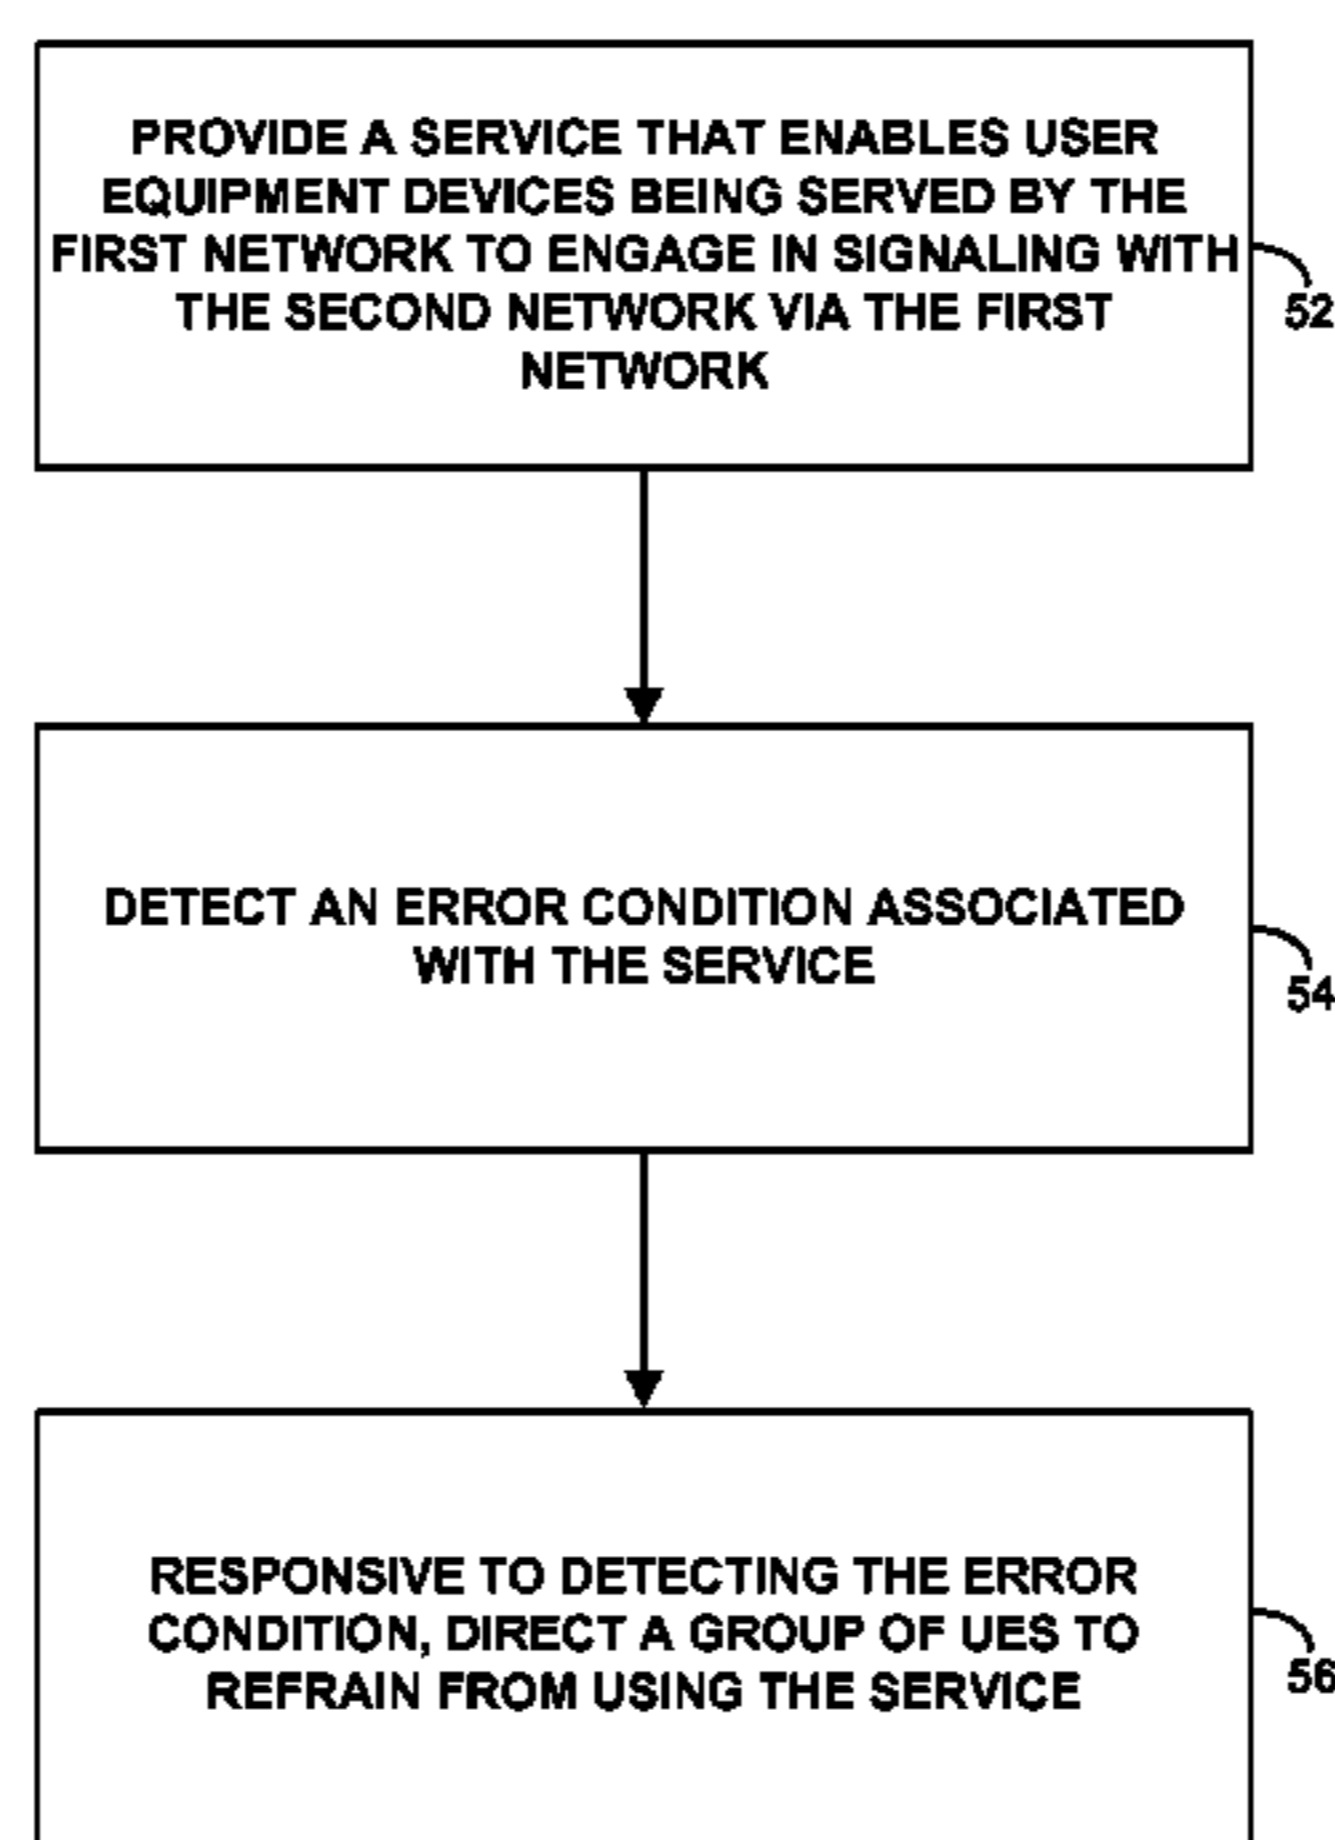 PROVIDE A SERVICE THAT ENABLES USER
EQUIPMENT DEVICES BEING SERVED BY THE
FIRST NETWORK TO ENGAGE IN SIGNALING WITH
THE SECOND NETWORK VIA THE FIRST
NETWORK
52
DETECT AN ERROR CONDITION ASSOCIATED
WITH THE SERVICE
54
RESPONSIVE TO DETECTING THE ERROR
CONDITION, DIRECT A GROUP OF UES TO
REFRAIN FROM USING THE SERVICE
56